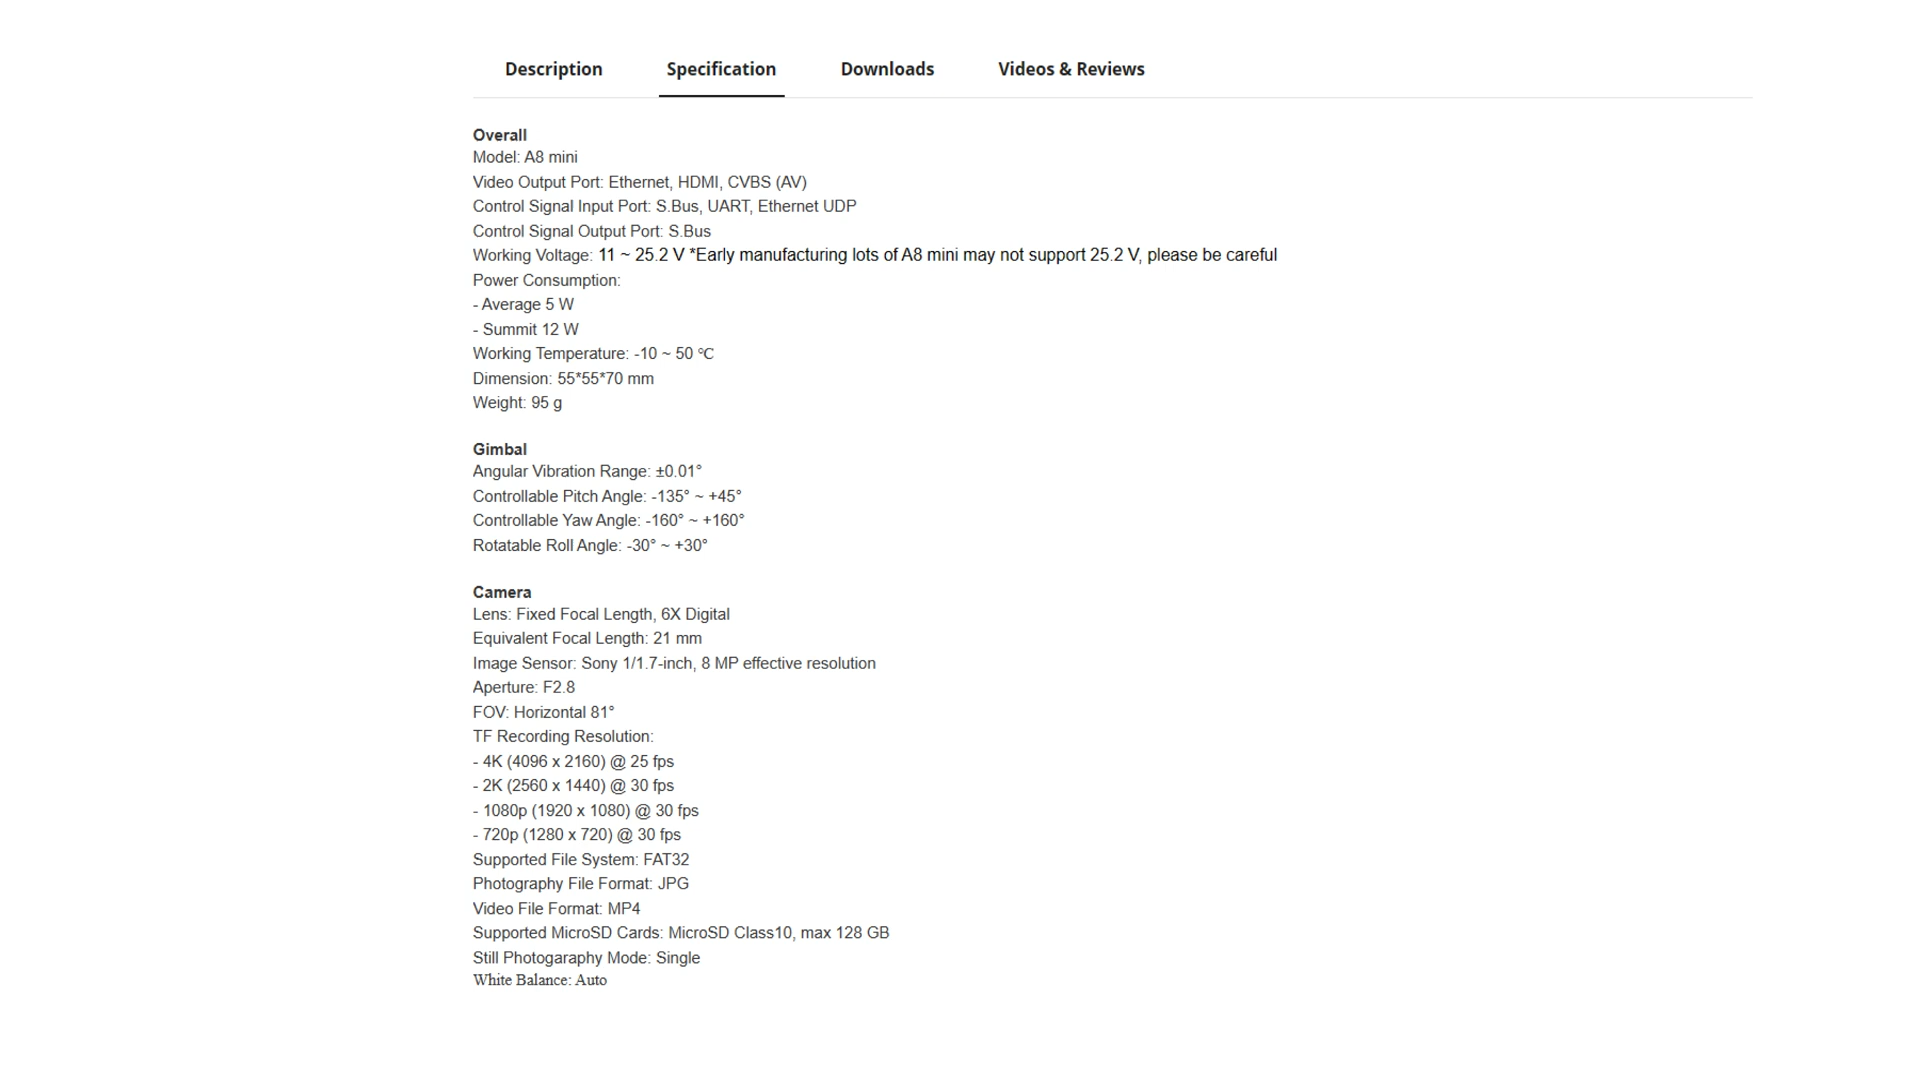 Description Specification Downloads Videos & Reviews
Overall
Model: A8 mini
Video Output Port: Ethernet, HDMI, CVBS (AV)
Control Signal Input Port: S.Bus, UART, Ethernet UDP
Control Signal Output Port: S.Bus
Working Voltage: 11 ~ 25.2 V *Early manufacturing lots of A8 mini may not support 25.2 V, please be careful
Power Consumption:
- Average 5 W
- Summit 12 W
Working Temperature: -10 ~ 50 ℃
Dimension: 55*55*70 mm
Weight: 95 g
Gimbal
Angular Vibration Range: ±0.01°
Controllable Pitch Angle: -135° ~ +45°
Controllable Yaw Angle: -160° ~ +160°
Rotatable Roll Angle: -30° ~ +30°
Camera
Lens: Fixed Focal Length, 6X Digital
Equivalent Focal Length: 21 mm
Image Sensor: Sony 1/1.7-inch, 8 MP effective resolution
Aperture: F2.8
FOV: Horizontal 81°
TF Recording Resolution:
- 4K (4096 x 2160) @ 25 fps
- 2K (2560 x 1440) @ 30 fps
- 1080p (1920 x 1080) @ 30 fps
- 720p (1280 x 720) @ 30 fps
Supported File System: FAT32
Photography File Format: JPG
Video File Format: MP4
Supported MicroSD Cards: MicroSD Class10, max 128 GB
Still Photogaraphy Mode: Single
White Balance: Auto